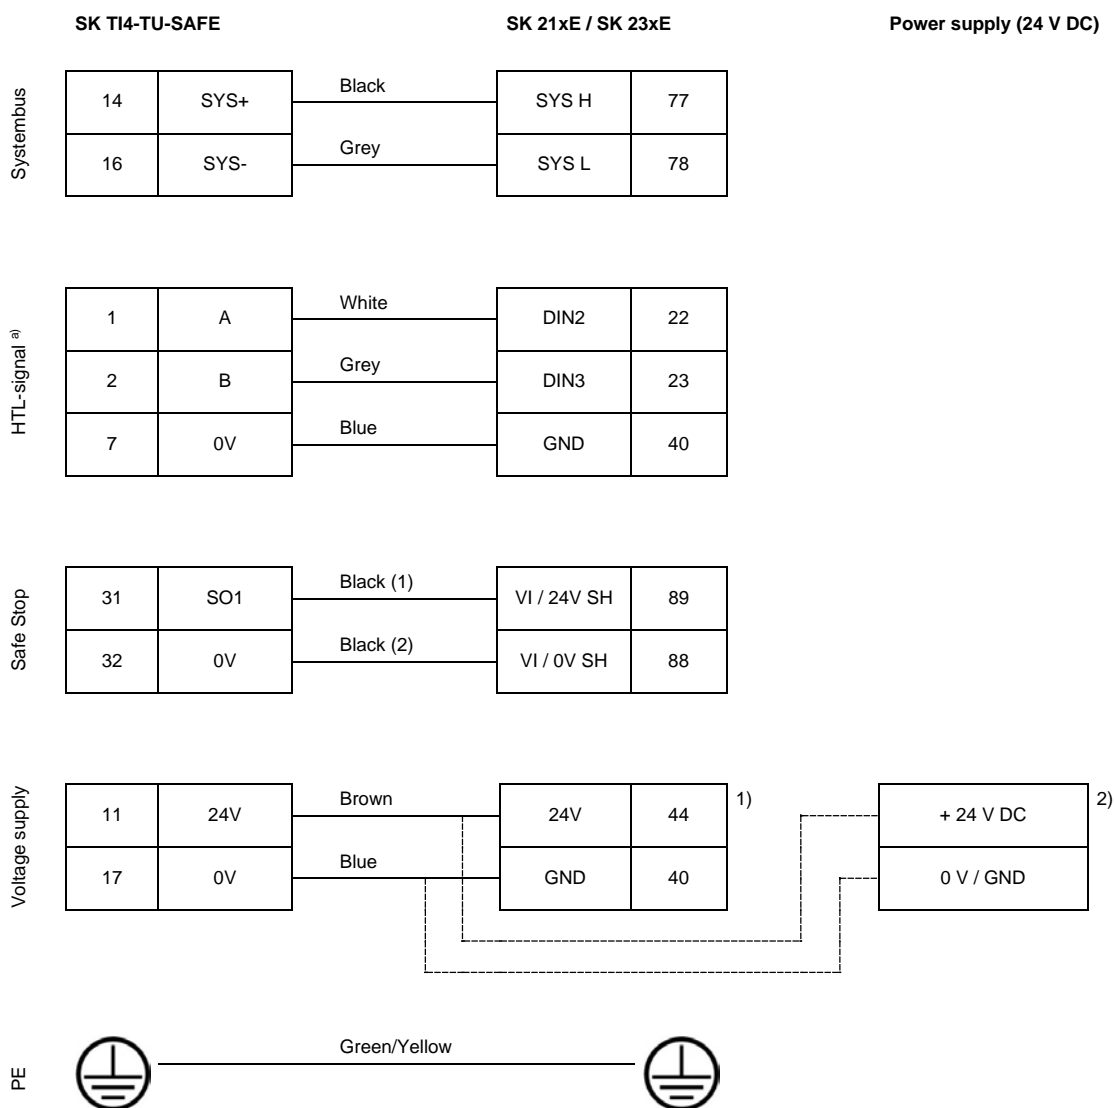 SK TI4-TU-SAFE SK 21xE / SK 23xE Power supply (24 V DC)
Systembus
14 SYS+ Black SYS H 77
16 SYS- Grey SYS L 78
HTL-signal a)
1 A White DIN2 22
2 B Grey DIN3 23
7 0V Blue GND 40
Safe Stop
31 SO1 Black (1) VI / 24V SH 89
32 0V Black (2) VI / 0V SH 88
Voltage supply
11 24V Brown 24V 44 1) + 24 V DC 2)
17 0V Blue GND 40 0 V / GND
PE
Green/Yellow